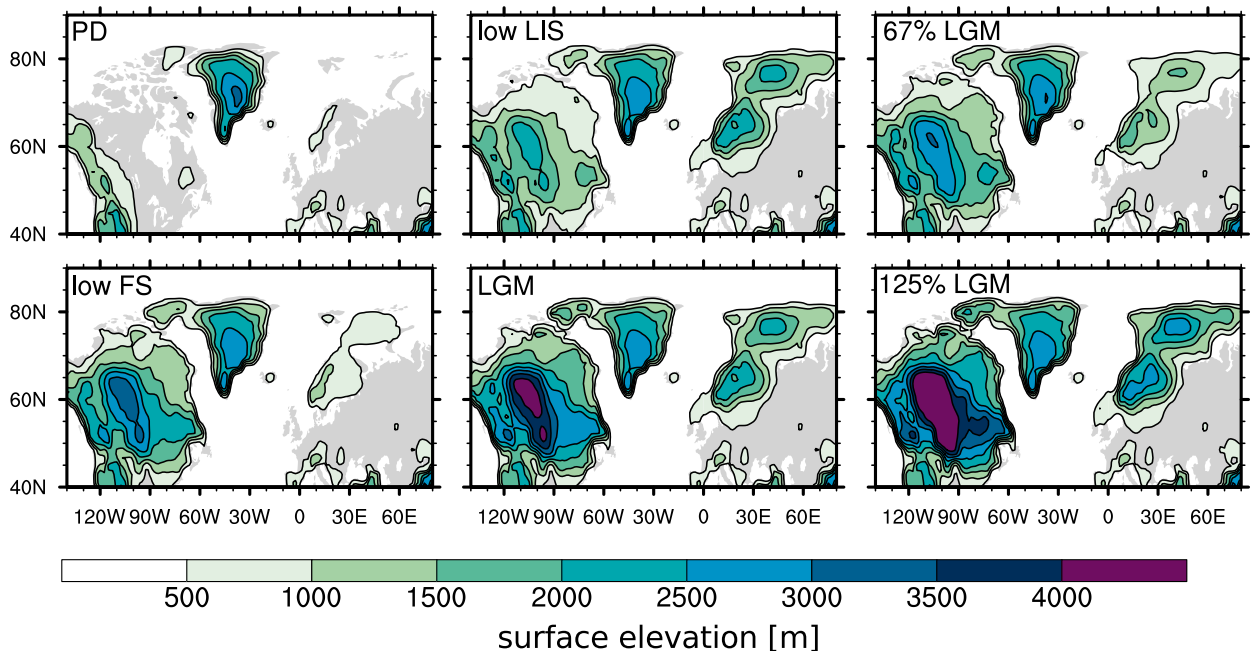 PD
low LIS
67% LGM
80N
60N
40N
low FS
LGM
125% LGM
80N
60N
40N
120W 90W 60W 30W 0 30E 60E
120W 90W 60W 30W 0 30E 60E
120W 90W 60W 30W 0 30E 60E
500 1000 1500 2000 2500 3000 3500 4000
surface elevation [m]